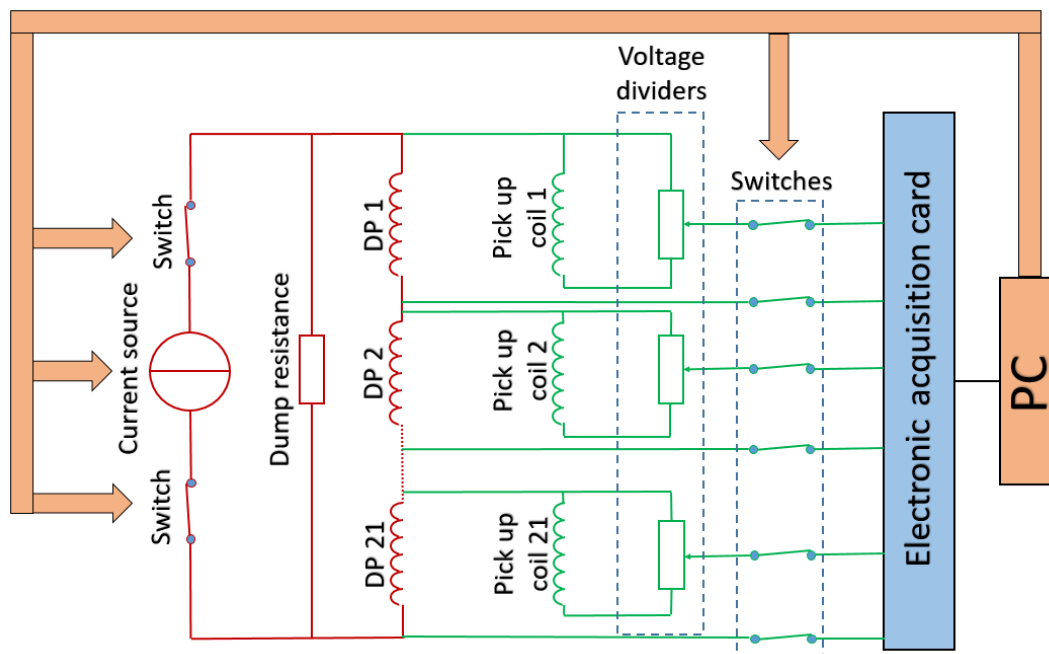 Voltage
dividers
Switches
Switch
Current source
Switch
Dump resistance
DP 1
DP 2
DP 21
Pick up
coil 1
Pick up
coil 2
Pick up
coil 21
Electronic acquisition card
PC